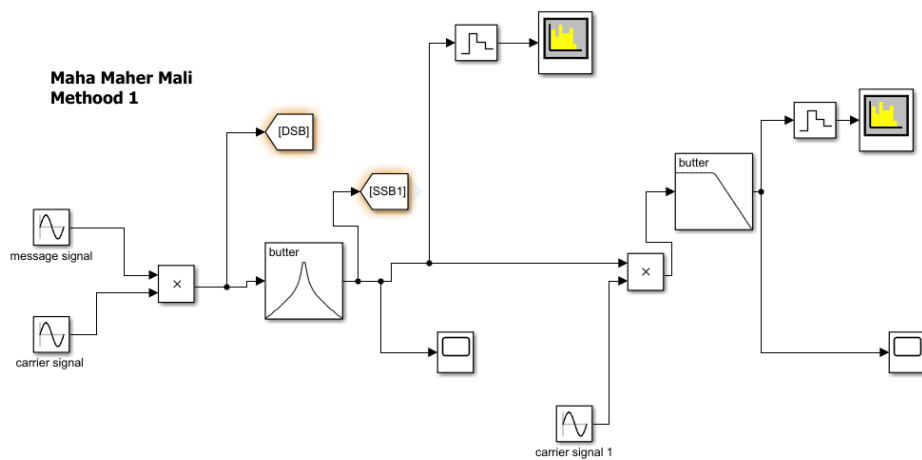 Maha Maher Mali
Methood 1
[DSB]
[SSB1]
butter
butter
message signal
×
×
carrier signal
carrier signal 1